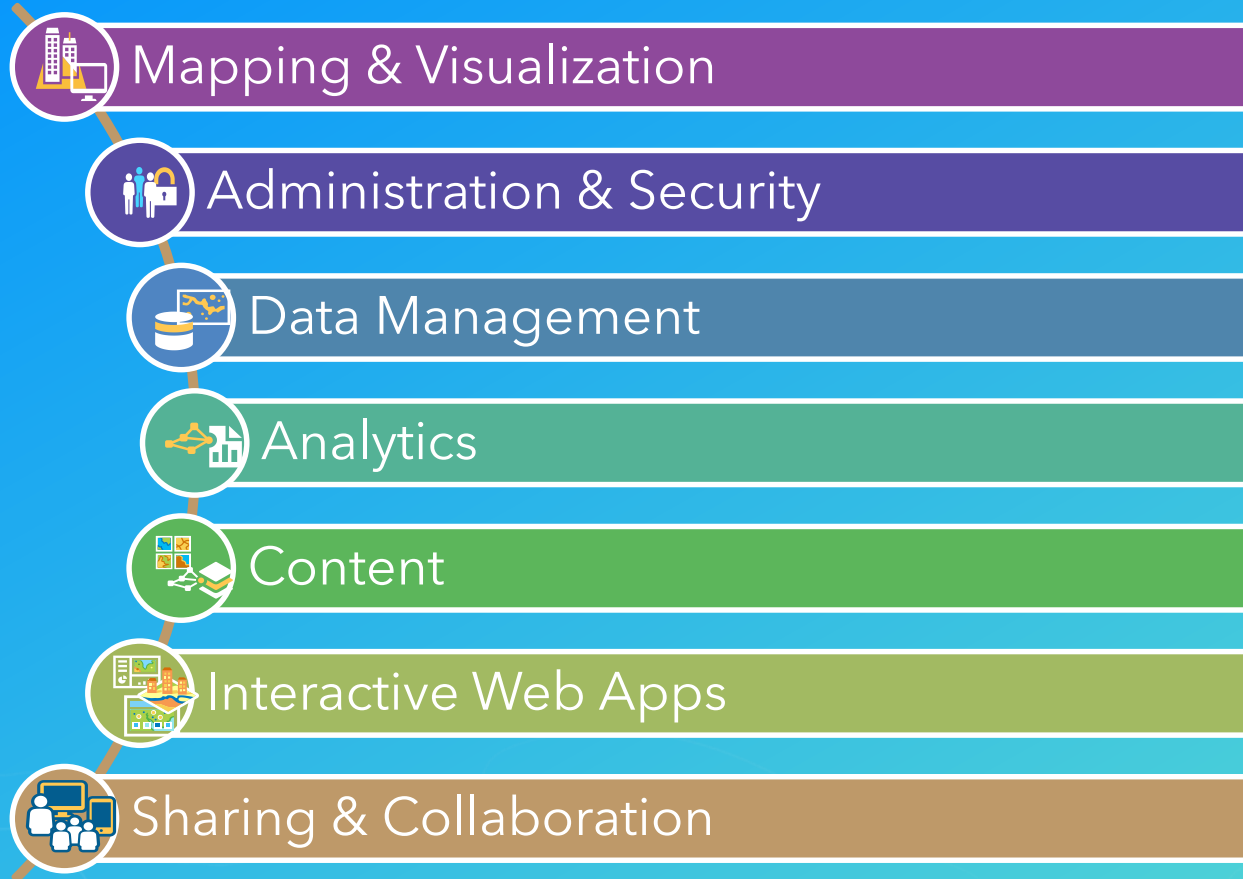 Mapping & Visualization
Administration & Security
Data Management
Analytics
Content
Interactive Web Apps
Sharing & Collaboration